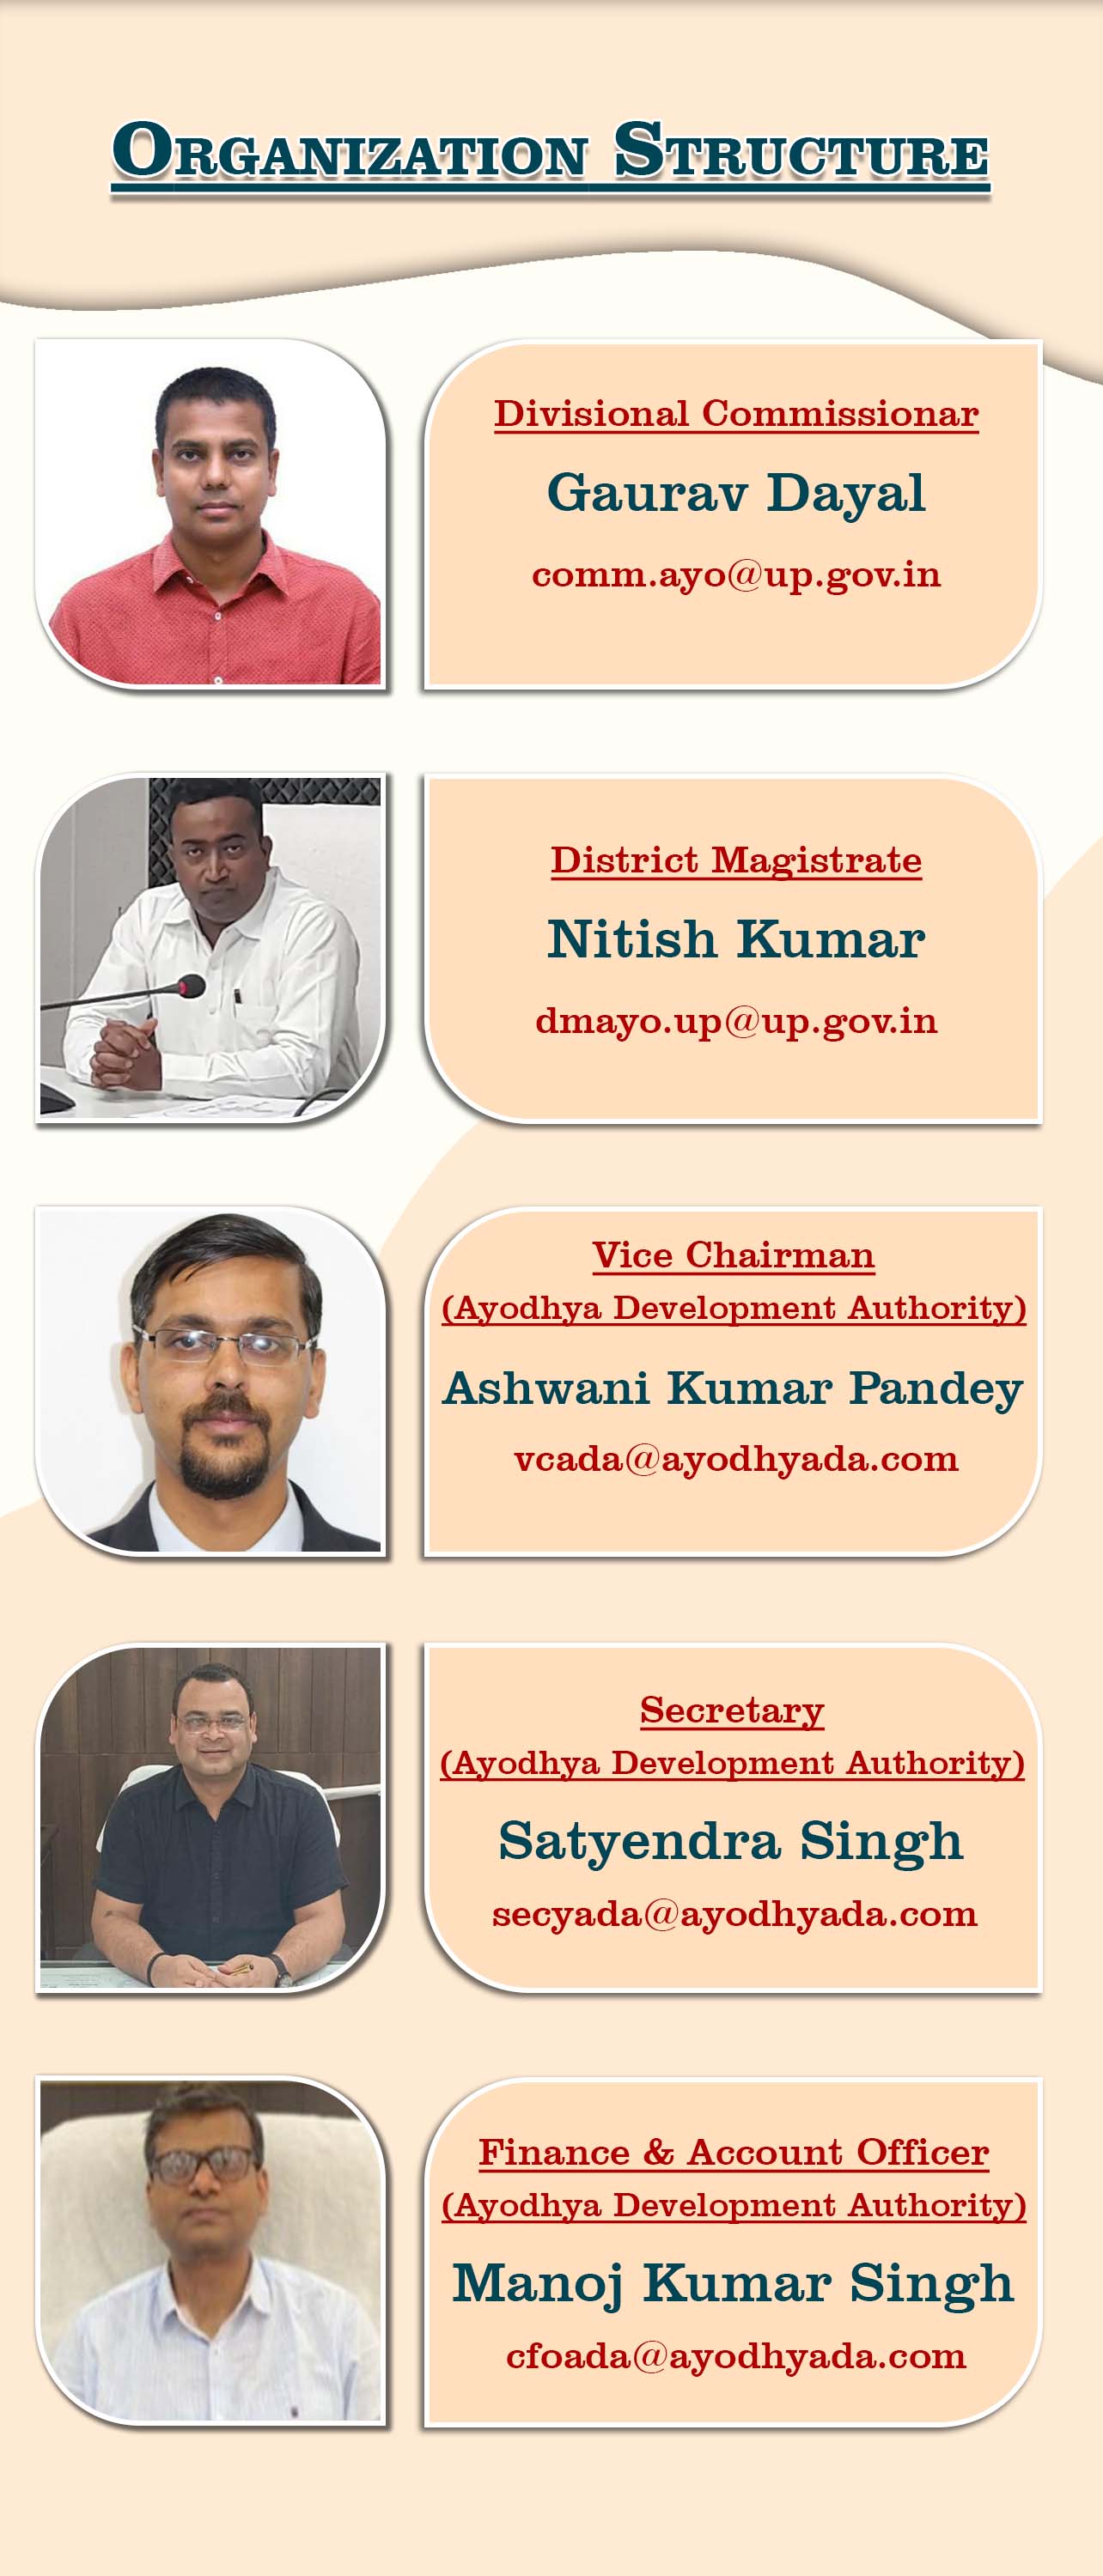 Organization Structure
Divisional Commissionar
Gaurav Dayal
comm.ayo@up.gov.in
District Magistrate
Nitish Kumar
dmayo.up@up.gov.in
Vice Chairman
(Ayodhya Development Authority)
Ashwani Kumar Pandey
vcada@ayodhyada.com
Secretary
(Ayodhya Development Authority)
Satyendra Singh
secyada@ayodhyada.com
Finance & Account Officer
(Ayodhya Development Authority)
Manoj Kumar Singh
cfoada@ayodhyada.com